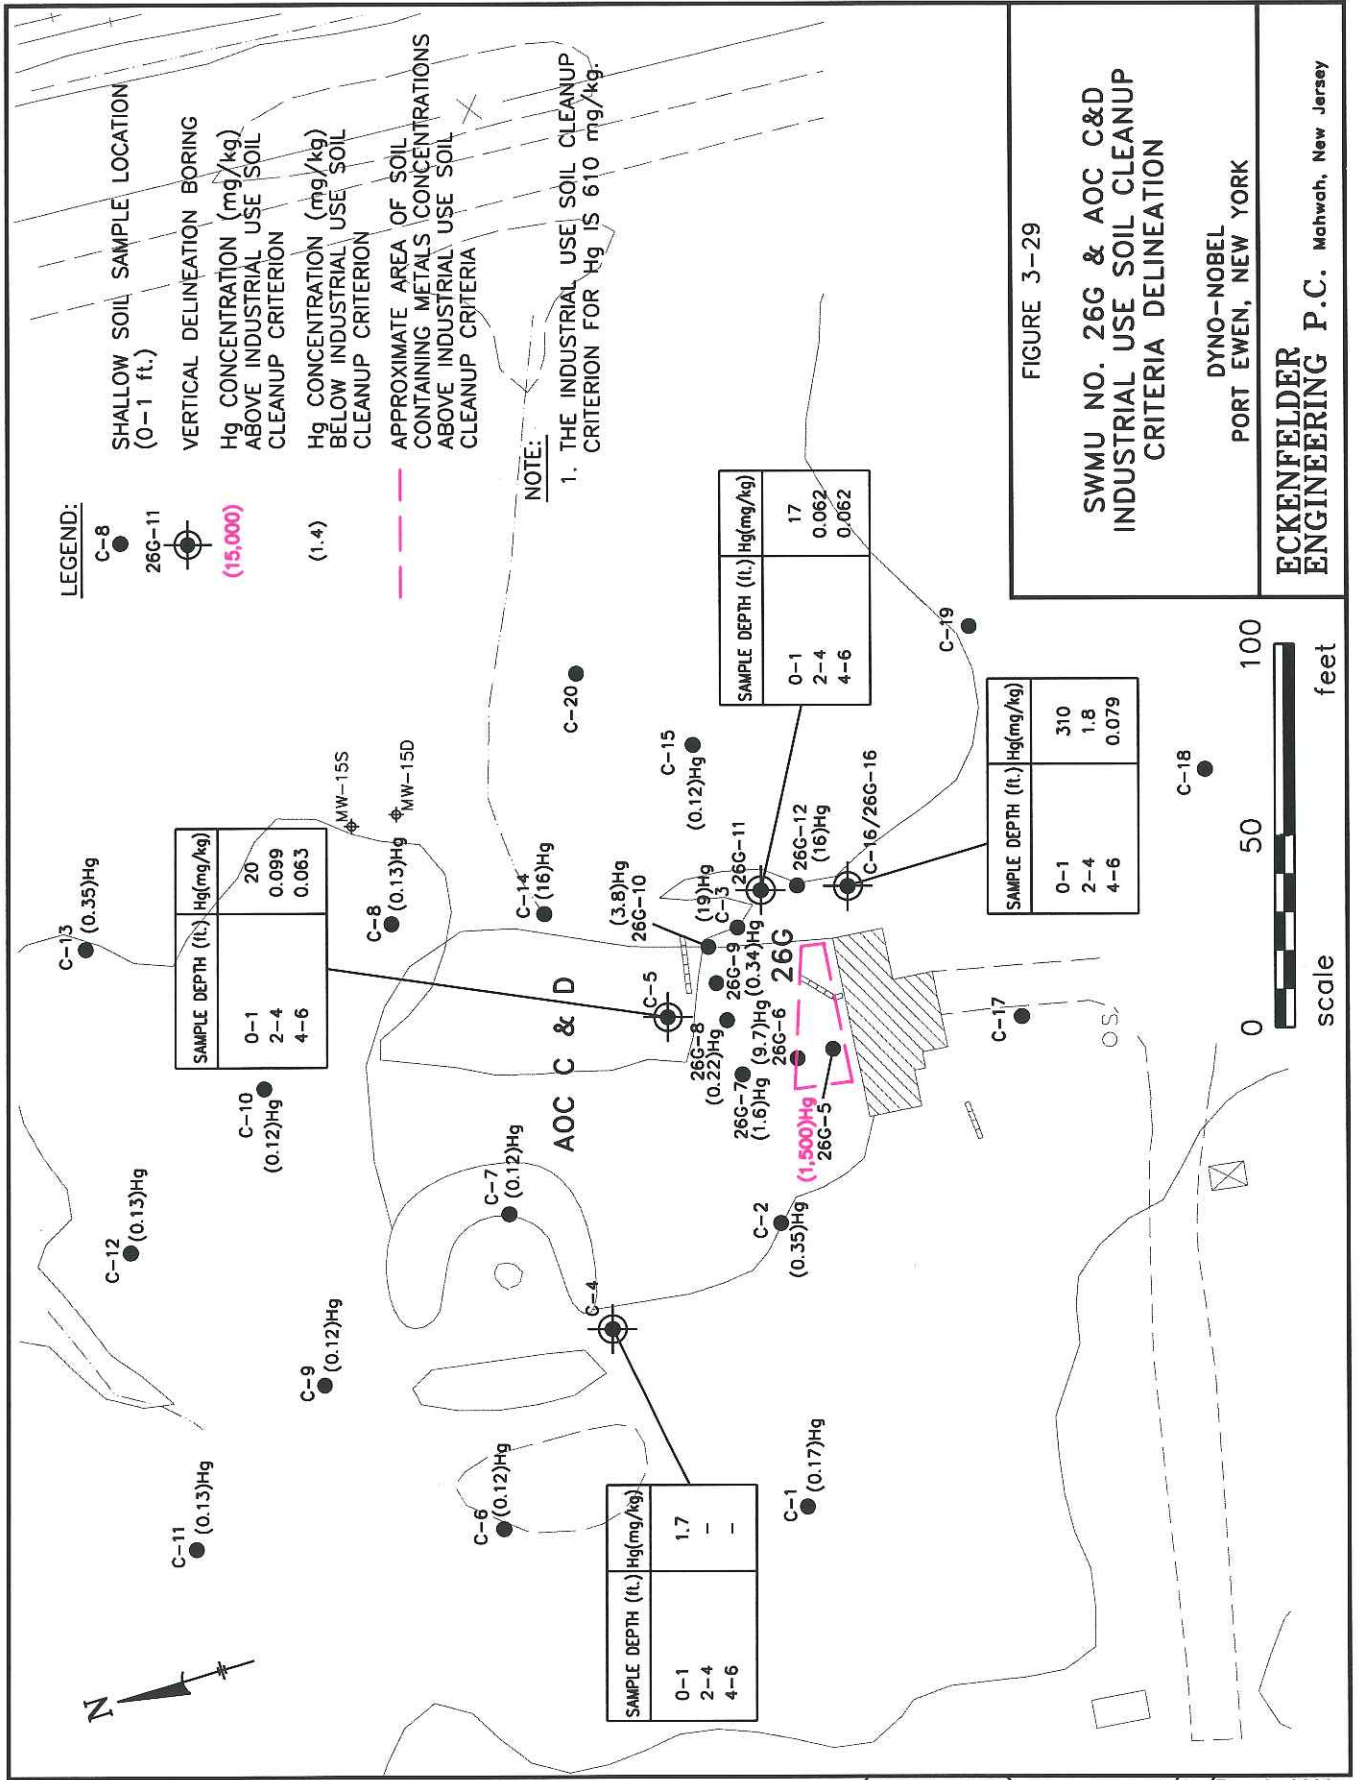 LEGEND:
C-8
SHALLOW SOIL SAMPLE LOCATION
(0-1 ft.)
26G-11
VERTICAL DELINEATION BORING
(15,000)
Hg CONCENTRATION (mg/kg)
ABOVE INDUSTRIAL USE SOIL
CLEANUP CRITERION
(1.4)
Hg CONCENTRATION (mg/kg)
BELOW INDUSTRIAL USE SOIL
CLEANUP CRITERION
APPROXIMATE AREA OF SOIL
CONTAINING METALS CONCENTRATIONS
ABOVE INDUSTRIAL USE SOIL
CLEANUP CRITERIA
NOTE:
1. THE INDUSTRIAL USE SOIL CLEANUP
CRITERION FOR Hg IS 610 mg/kg.
N
C-11
(0.13)Hg
C-12
(0.13)Hg
C-13
(0.35)Hg
C-9
(0.12)Hg
C-10
(0.12)Hg
SAMPLE DEPTH (ft.) Hg(mg/kg)
0-1 20
2-4 0.099
4-6 0.063
MW-15S
MW-15D
C-8
(0.13)Hg
C-6
(0.12)Hg
C-7
(0.12)Hg
C-14
(16)Hg
AOC C & D
C-20
C-4
C-5
(3.8)Hg
26G-10
C-15
(0.12)Hg
SAMPLE DEPTH (ft.) Hg(mg/kg)
0-1 1.7
2-4 –
4-6 –
26G-8
(0.22)Hg
26G-9
(0.34)Hg
(19)Hg
C-3
26G-11
26G-7
(1.6)Hg
(9.7)Hg
26G-6
26G
26G-12
(16)Hg
SAMPLE DEPTH (ft.) Hg(mg/kg)
0-1 17
2-4 0.062
4-6 0.062
C-1
(0.17)Hg
C-2
(0.35)Hg
(1,500)Hg
26G-5
C-16/26G-16
C-19
SAMPLE DEPTH (ft.) Hg(mg/kg)
0-1 310
2-4 1.8
4-6 0.079
C-17
S.
C-18
0 50 100
scale feet
FIGURE 3-29
SWMU NO. 26G & AOC C&D
INDUSTRIAL USE SOIL CLEANUP
CRITERIA DELINEATION
DYNO-NOBEL
PORT EWEN, NEW YORK
ECKENFELDER
ENGINEERING P.C. Mahwah, New Jersey